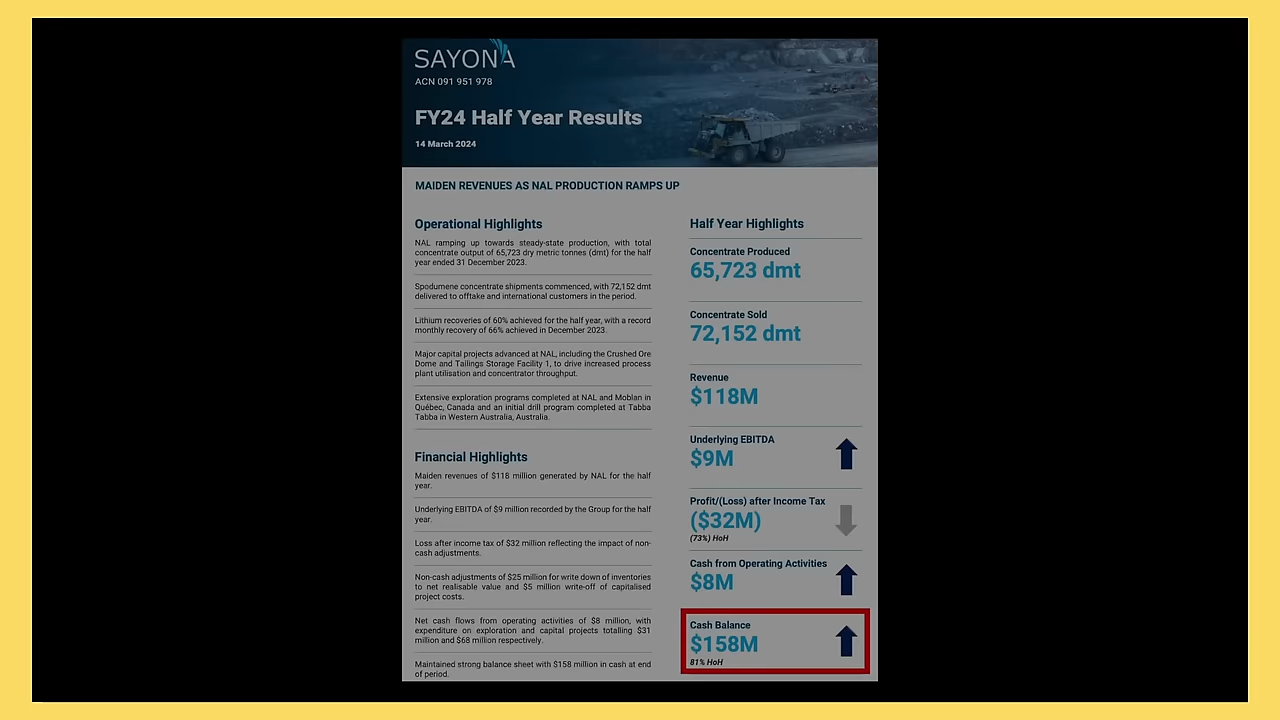 SAYONA
ACN 091 951 978
FY24 Half Year Results
14 March 2024
MAIDEN REVENUES AS NAL PRODUCTION RAMPS UP
Operational Highlights
NAL ramping up towards steady-state production, with total
concentrate output of 65,723 dry metric tonnes (dmt) for the half
year ended 31 December 2023.
Spodumene concentrate shipments commenced, with 72,152 dmt
delivered to offtake and international customers in the period.
Lithium recoveries of 60% achieved for the half year, with a record
monthly recovery of 66% achieved in December 2023.
Major capital projects advanced at NAL, including the Crushed Ore
Dome and Tailings Storage Facility 1, to drive increased process
plant utilisation and concentrator throughput.
Extensive exploration programs completed at NAL and Moblan in
Québec, Canada and an initial drill program completed at Tabba
Tabba in Western Australia, Australia.
Financial Highlights
Maiden revenues of $118 million generated by NAL for the half
year.
Underlying EBITDA of $9 million recorded by the Group for the half
year.
Loss after income tax of $32 million reflecting the impact of non-
cash adjustments.
Non-cash adjustments of $25 million for write down of inventories
to net realisable value and $5 million write-off of capitalised
project costs.
Net cash flows from operating activities of $8 million, with
expenditure on exploration and capital projects totalling $31
million and $68 million respectively.
Maintained strong balance sheet with $158 million in cash at end
of period.
Half Year Highlights
Concentrate Produced
65,723 dmt
Concentrate Sold
72,152 dmt
Revenue
$118M
Underlying EBITDA
$9M
Profit/(Loss) after Income Tax
($32M)
(73%) HoH
Cash from Operating Activities
$8M
Cash Balance
$158M
81% HoH